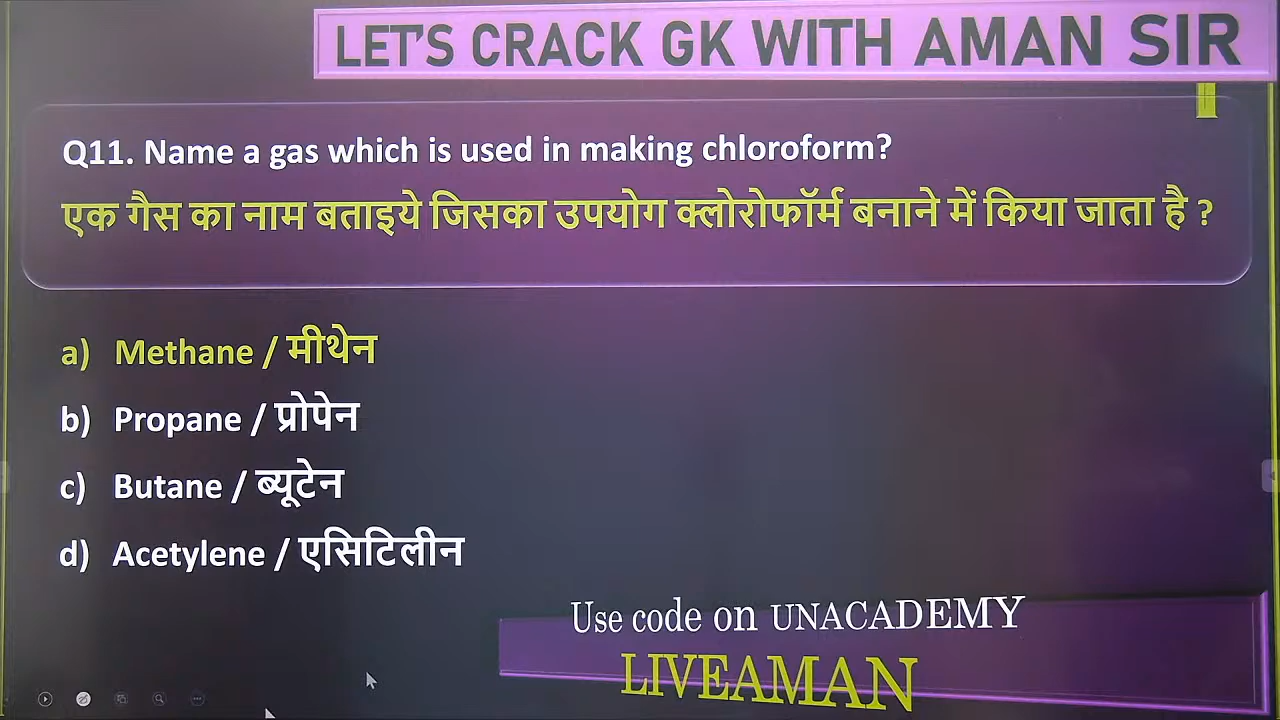 LET'S CRACK GK WITH AMAN SIR
Q11. Name a gas which is used in making chloroform?
एक गैस का नाम बताइये जिसका उपयोग क्लोरोफॉर्म बनाने में किया जाता है ?
a) Methane / मीथेन
b) Propane / प्रोपेन
c) Butane / ब्यूटेन
d) Acetylene / एसिटिलीन
Use code on UNACADEMY
LIVEAMAN